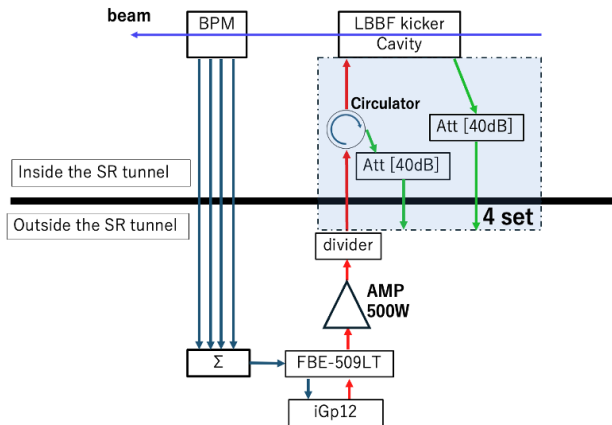 beam
BPM
LBBF kicker
Cavity
Circulator
Att [40dB]
Att [40dB]
Inside the SR tunnel
Outside the SR tunnel
4 set
divider
AMP
500W
Σ
FBE-509LT
iGp12